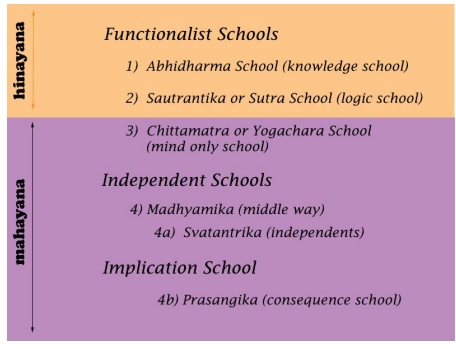 hinayana
Functionalist Schools
1) Abhidharma School (knowledge school)
2) Sautrantika or Sutra School (logic school)
mahayana
3) Chittamatra or Yogachara School
(mind only school)
Independent Schools
4) Madhyamika (middle way)
4a) Svatantrika (independents)
Implication School
4b) Prasangika (consequence school)